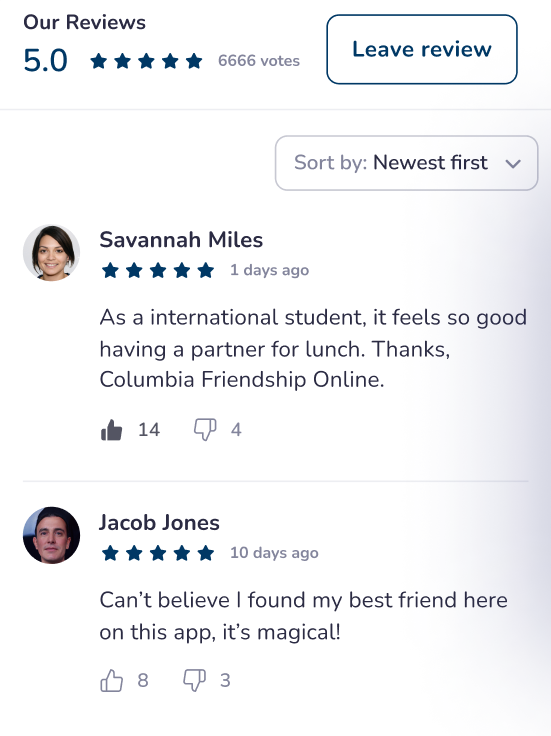 Our Reviews
5.0 6666 votes
Leave review
Sort by: Newest first
Savannah Miles
1 days ago
As a international student, it feels so good
having a partner for lunch. Thanks,
Columbia Friendship Online.
14 4
Jacob Jones
10 days ago
Can’t believe I found my best friend here
on this app, it’s magical!
8 3